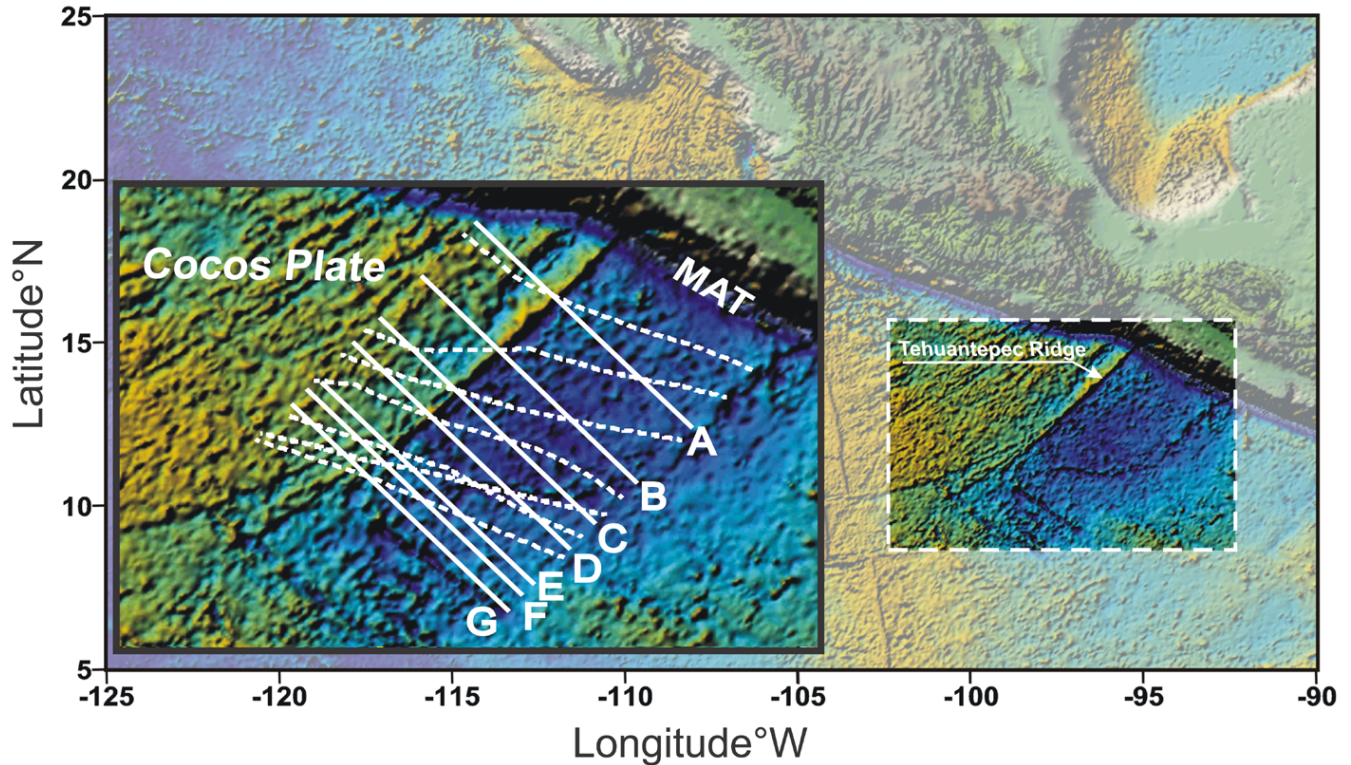 25
20
15
10
5
Latitude°N
Cocos Plate
MAT
Tehuantepec Ridge
A
B
C
D
E
F
G
-125
-120
-115
-110
-105
-100
-95
-90
Longitude°W